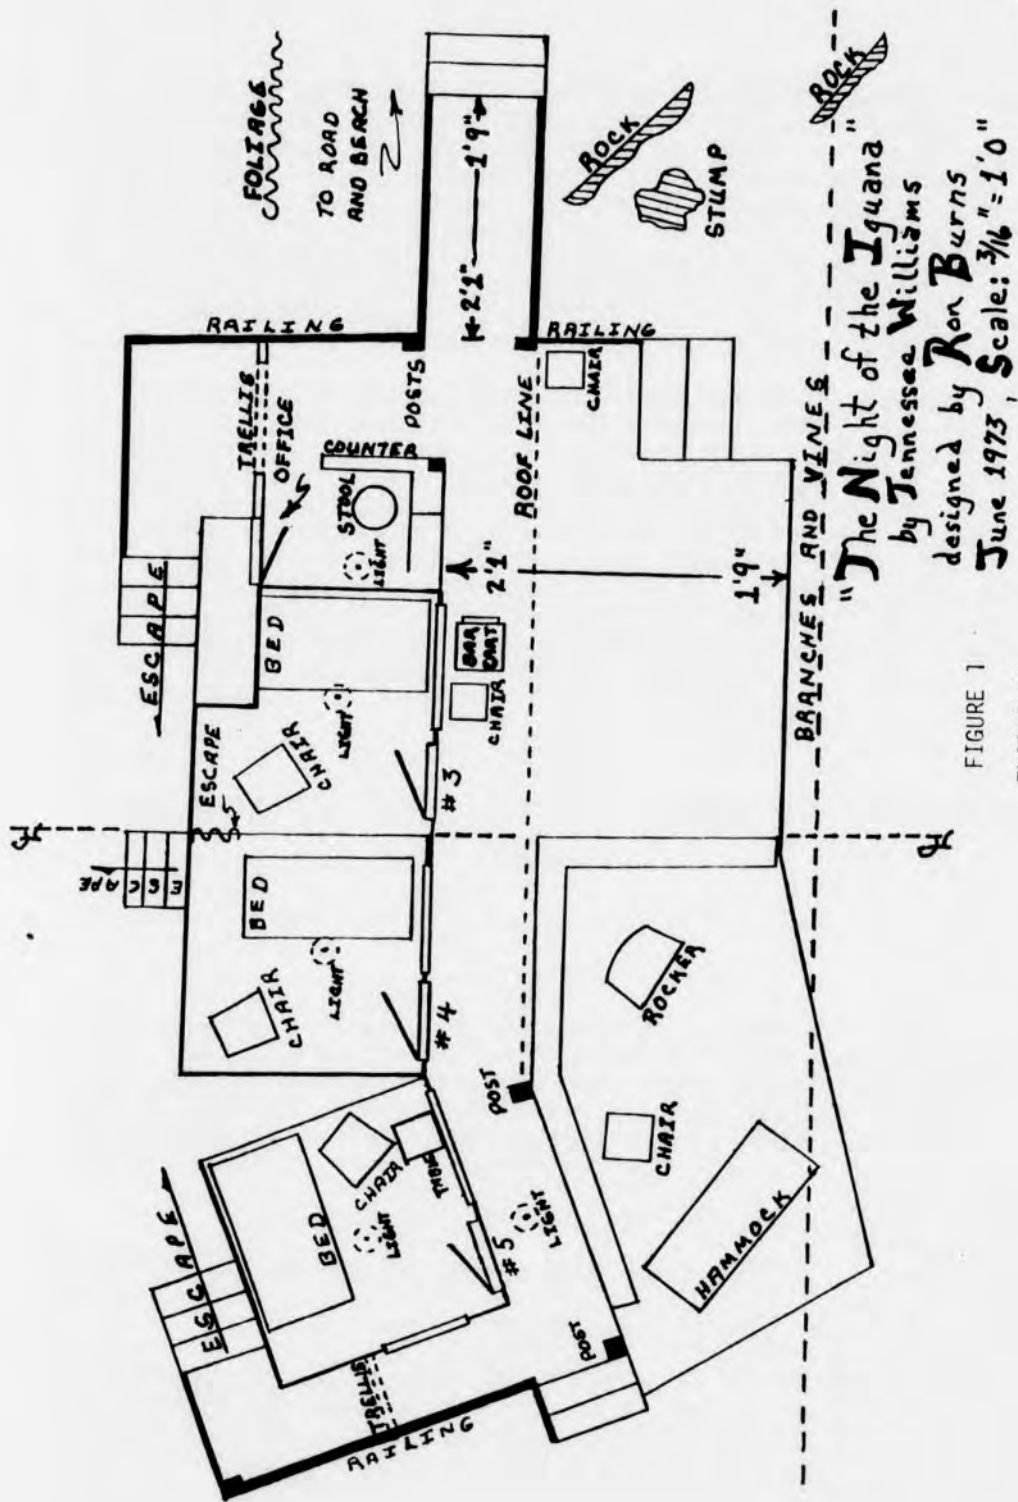 FOLIAGE
TO ROAD
AND BEACH
RAILING
TRELLIS
OFFICE
POSTS
2'1" 1'9"
ROCK
STUMP
ROCK
COUNTER
STOOL
LIGHT
ROOF LINE
RAILING
CHAIR
ESCAPE
BED
LIGHT
CHAIR
ESCAPE
#3
BAR
CART
CHAIR
2'1"
1'9"
BRANCHES AND VINES
ESC
APE
BED
LIGHT
CHAIR
#4
ESCAPE
BED
CHAIR
TABLE
LIGHT
#5
LIGHT
TRELLIS
RAILING
POST
POST
ROCKER
CHAIR
HAMMOCK
"The Night of the Iguana"
by Tennessee Williams
designed by Ron Burns
June 1973, Scale: 3/16"=1'0"
FIGURE 1